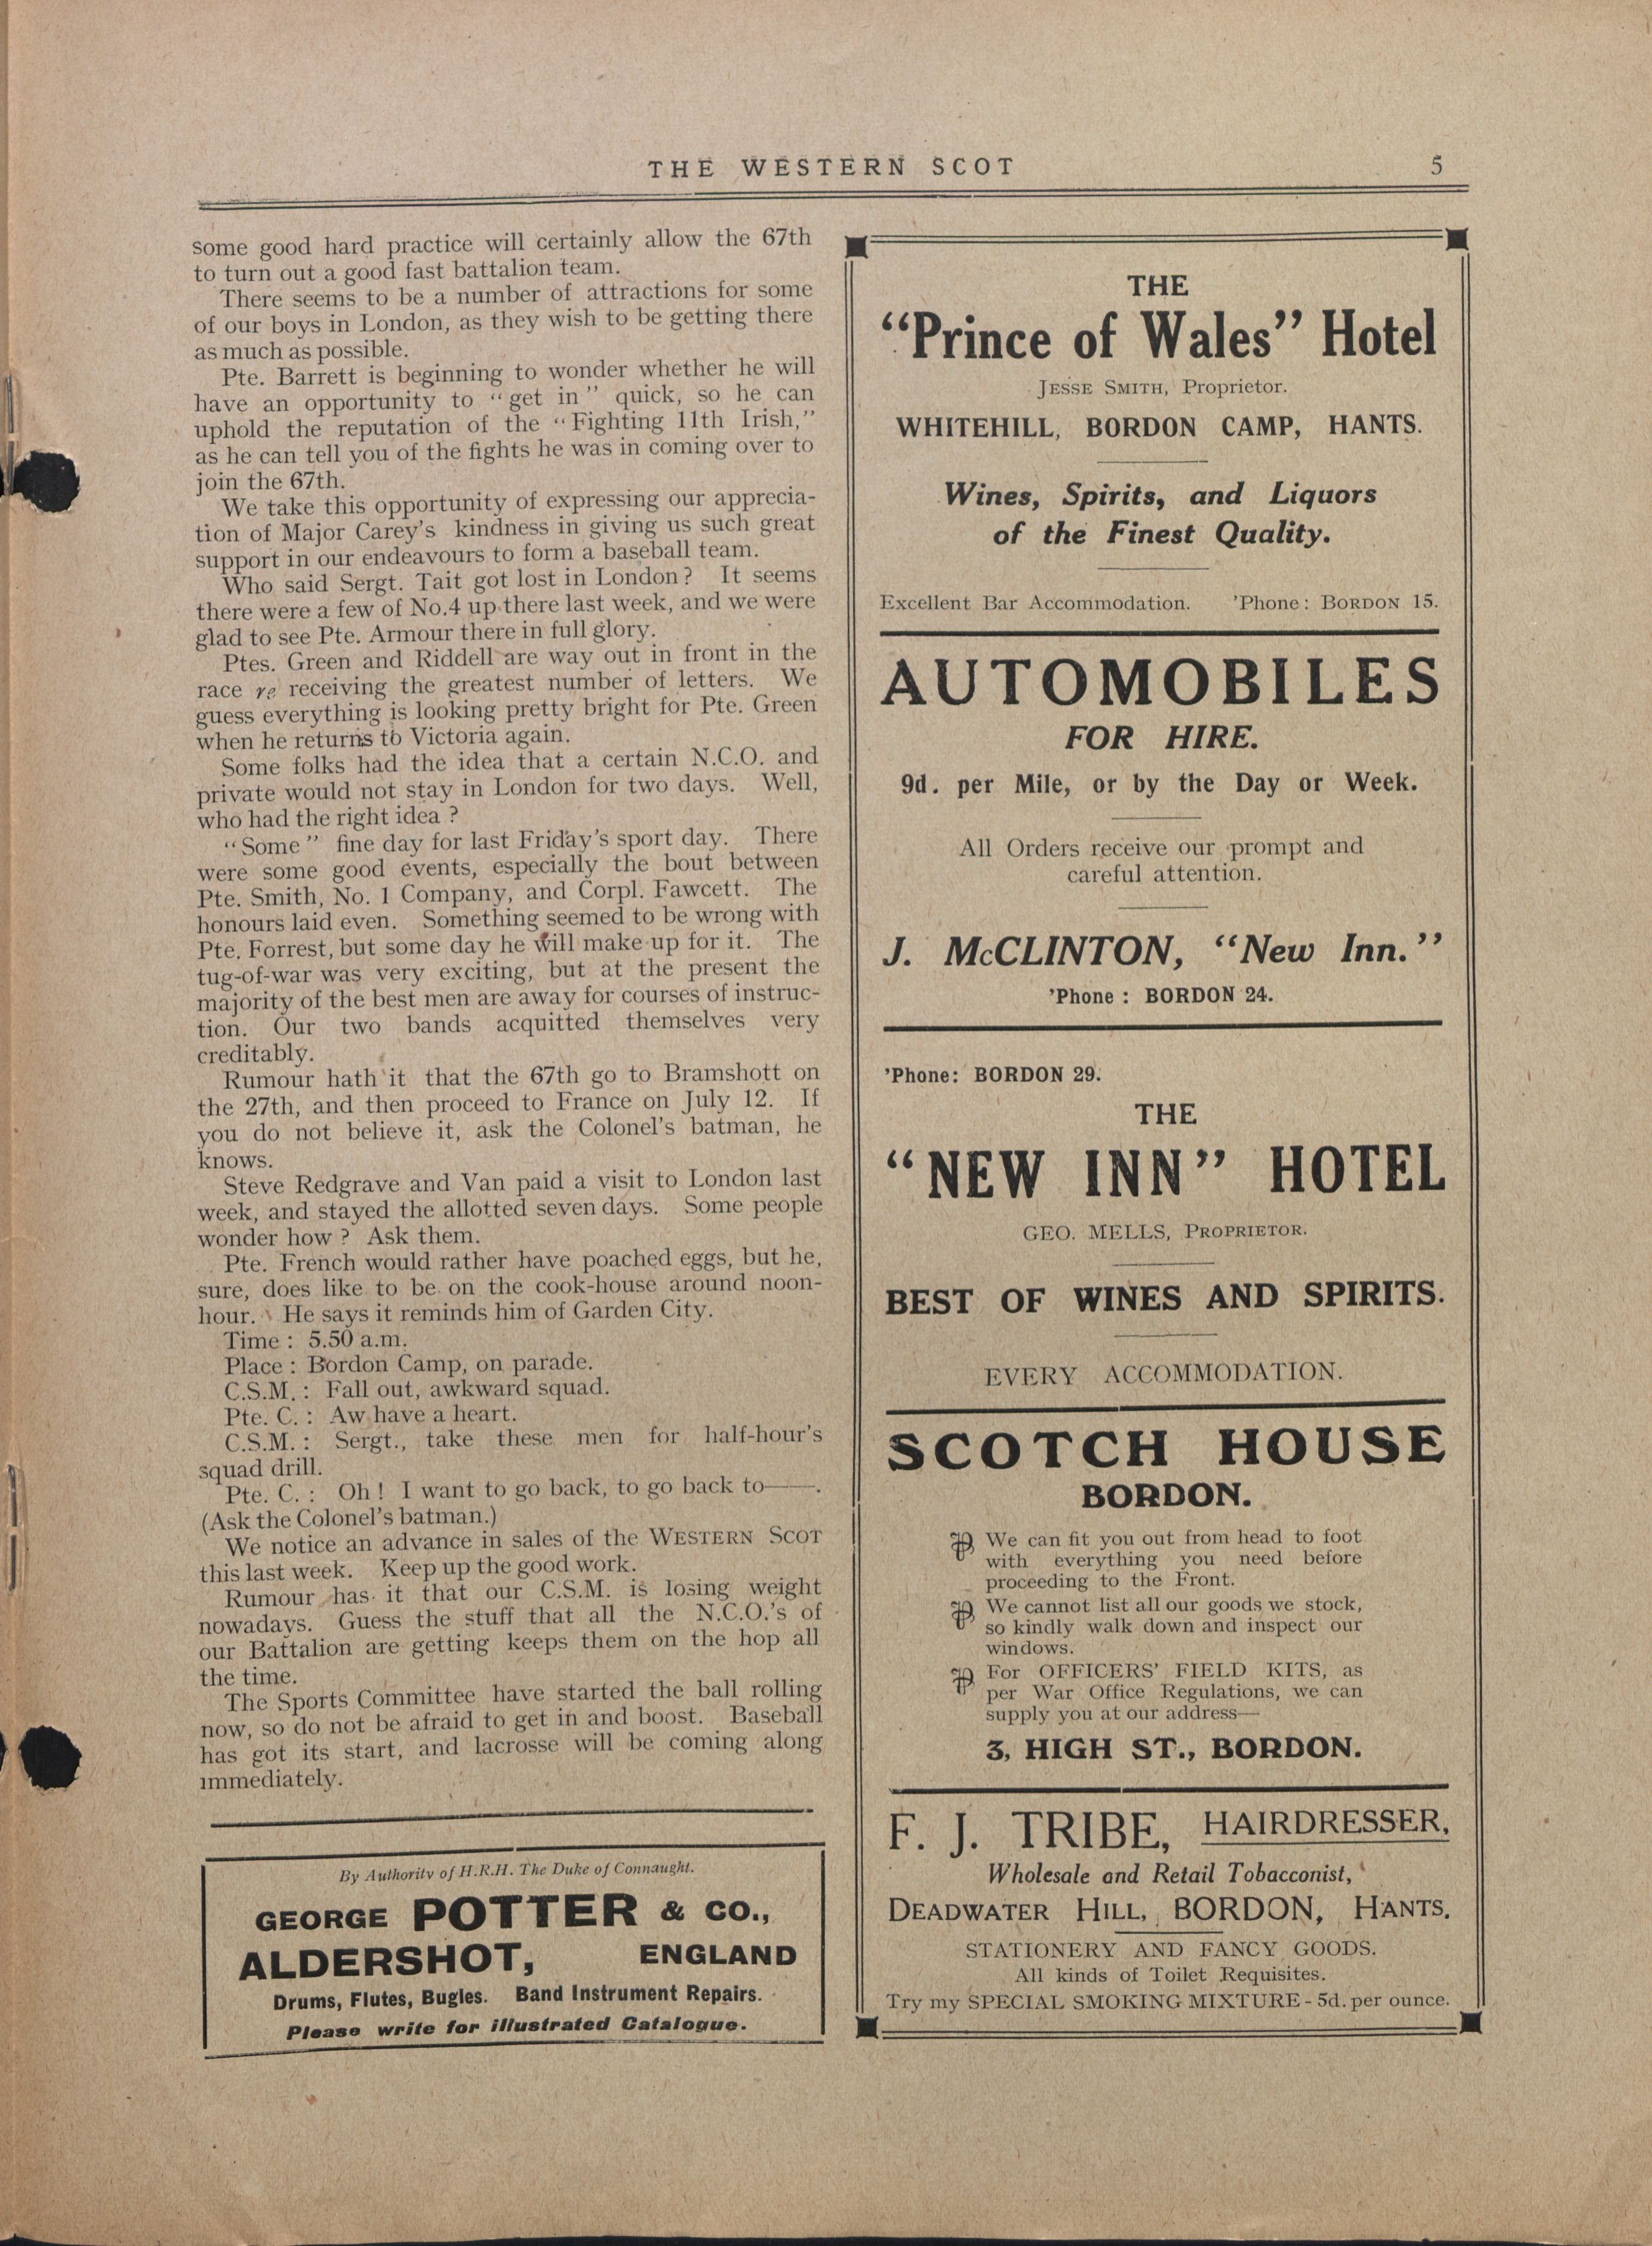 THE WESTERN SCOT 5
some good hard practice will certainly allow the 67th
to turn out a good fast battalion team.
There seems to be a number of attractions for some
of our boys in London, as they wish to be getting there
as much as possible.
Pte. Barrett is beginning to wonder whether he will
have an opportunity to "get in" quick, so he can
uphold the reputation of the "Fighting 11th Irish,"
as he can tell you of the fights he was in coming over to
join the 67th.
We take this opportunity of expressing our apprecia-
tion of Major Carey's kindness in giving us such great
support in our endeavours to form a baseball team.
Who said Sergt. Tait got lost in London? It seems
there were a few of No.4 up there last week, and we were
glad to see Pte. Armour there in full glory.
Ptes. Green and Riddell are way out in front in the
race re receiving the greatest number of letters. We
guess everything is looking pretty bright for Pte. Green
when he returns to Victoria again.
Some folks had the idea that a certain N.C.O. and
private would not stay in London for two days. Well,
who had the right idea ?
"Some" fine day for last Friday's sport day. There
were some good events, especially the bout between
Pte. Smith, No. 1 Company, and Corpl. Fawcett. The
honours laid even. Something seemed to be wrong with
Pte. Forrest, but some day he will make up for it. The
tug-of-war was very exciting, but at the present the
majority of the best men are away for courses of instruc-
tion. Our two bands acquitted themselves very
creditably.
Rumour hath it that the 67th go to Bramshott on
the 27th, and then proceed to France on July 12. If
you do not believe it, ask the Colonel's batman, he
knows.
Steve Redgrave and Van paid a visit to London last
week, and stayed the allotted seven days. Some people
wonder how ? Ask them.
Pte. French would rather have poached eggs, but he,
sure, does like to be on the cook-house around noon-
hour. He says it reminds him of Garden City.
Time : 5.50 a.m.
Place : Bordon Camp, on parade.
C.S.M. : Fall out, awkward squad.
Pte. C. : Aw have a heart.
C.S.M. : Sergt., take these men for half-hour's
squad drill.
Pte. C. : Oh ! I want to go back, to go back to——.
(Ask the Colonel's batman.)
We notice an advance in sales of the WESTERN SCOT
this last week. Keep up the good work.
Rumour has it that our C.S.M. is losing weight
nowadays. Guess the stuff that all the N.C.O.'s of
our Battalion are getting keeps them on the hop all
the time.
The Sports Committee have started the ball rolling
now, so do not be afraid to get in and boost. Baseball
has got its start, and lacrosse will be coming along
immediately.
By Authority of H.R.H. The Duke of Connaught.
GEORGE POTTER & CO.,
ALDERSHOT, ENGLAND
Drums, Flutes, Bugles. Band Instrument Repairs.
Please write for illustrated Catalogue.
THE
"Prince of Wales" Hotel
JESSE SMITH, Proprietor.
WHITEHILL, BORDON CAMP, HANTS.
Wines, Spirits, and Liquors
of the Finest Quality.
Excellent Bar Accommodation. 'Phone: BORDON 15.
AUTOMOBILES
FOR HIRE.
9d. per Mile, or by the Day or Week.
All Orders receive our prompt and
careful attention.
J. McCLINTON, "New Inn."
'Phone : BORDON 24.
'Phone: BORDON 29.
THE
"NEW INN" HOTEL
GEO. MELLS, PROPRIETOR.
BEST OF WINES AND SPIRITS.
EVERY ACCOMMODATION.
SCOTCH HOUSE
BORDON.
We can fit you out from head to foot
with everything you need before
proceeding to the Front.
We cannot list all our goods we stock,
so kindly walk down and inspect our
windows.
For OFFICERS' FIELD KITS, as
per War Office Regulations, we can
supply you at our address—
3, HIGH ST., BORDON.
F. J. TRIBE, HAIRDRESSER,
Wholesale and Retail Tobacconist,
DEADWATER HILL, BORDON, HANTS.
STATIONERY AND FANCY GOODS.
All kinds of Toilet Requisites.
Try my SPECIAL SMOKING MIXTURE - 5d. per ounce.